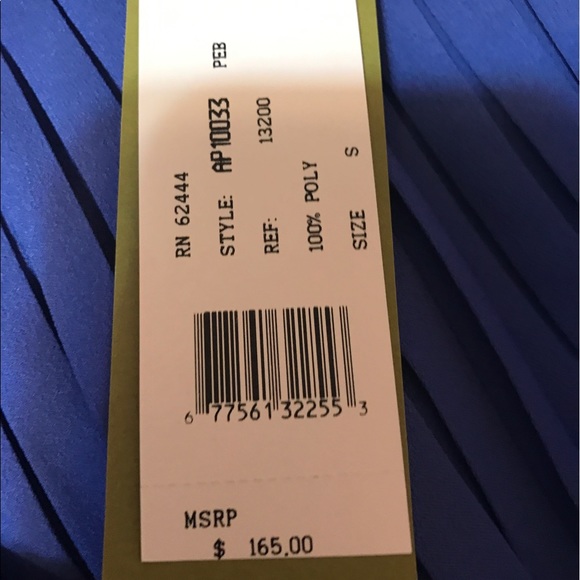 RN 62444
STYLE: AP10033 PEB
REF: 13200
100% POLY
SIZE S
6 77561 32255 3
MSRP
$ 165.00